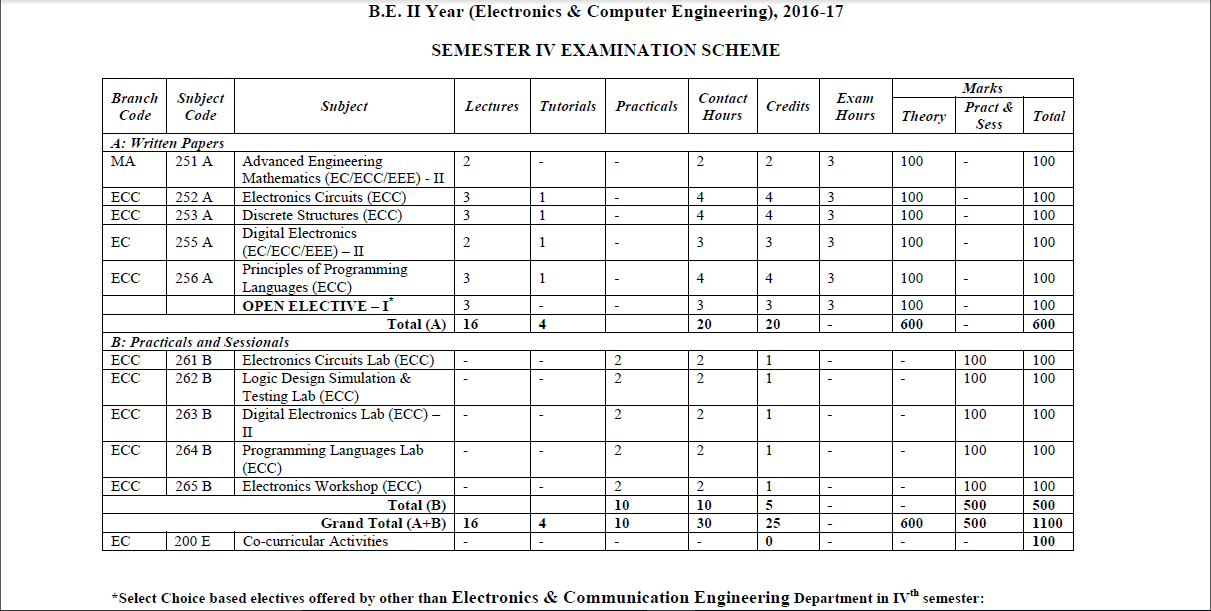 B.E. II Year (Electronics & Computer Engineering), 2016-17
SEMESTER IV EXAMINATION SCHEME
Branch Code Subject Code Subject Lectures Tutorials Practicals Contact Hours Credits Exam Hours Marks
Theory Pract & Sess Total
A: Written Papers
MA 251 A Advanced Engineering 2 - - 2 2 3 100 - 100
Mathematics (EC/ECC/EEE) - II
ECC 252 A Electronics Circuits (ECC) 3 1 - 4 4 3 100 - 100
ECC 253 A Discrete Structures (ECC) 3 1 - 4 4 3 100 - 100
EC 255 A Digital Electronics 2 1 - 3 3 3 100 - 100
(EC/ECC/EEE) – II
ECC 256 A Principles of Programming 3 1 - 4 4 3 100 - 100
Languages (ECC)
OPEN ELECTIVE – I* 3 - - 3 3 3 100 - 100
Total (A) 16 4 20 20 - 600 - 600
B: Practicals and Sessionals
ECC 261 B Electronics Circuits Lab (ECC) - - 2 2 1 - - 100 100
ECC 262 B Logic Design Simulation & - - 2 2 1 - - 100 100
Testing Lab (ECC)
ECC 263 B Digital Electronics Lab (ECC) – - - 2 2 1 - - 100 100
II
ECC 264 B Programming Languages Lab - - 2 2 1 - - 100 100
(ECC)
ECC 265 B Electronics Workshop (ECC) - - 2 2 1 - - 100 100
Total (B) 10 10 5 - - 500 500
Grand Total (A+B) 16 4 10 30 25 - 600 500 1100
EC 200 E Co-curricular Activities - - - - 0 - - - 100
*Select Choice based electives offered by other than Electronics & Communication Engineering Department in IVth semester: